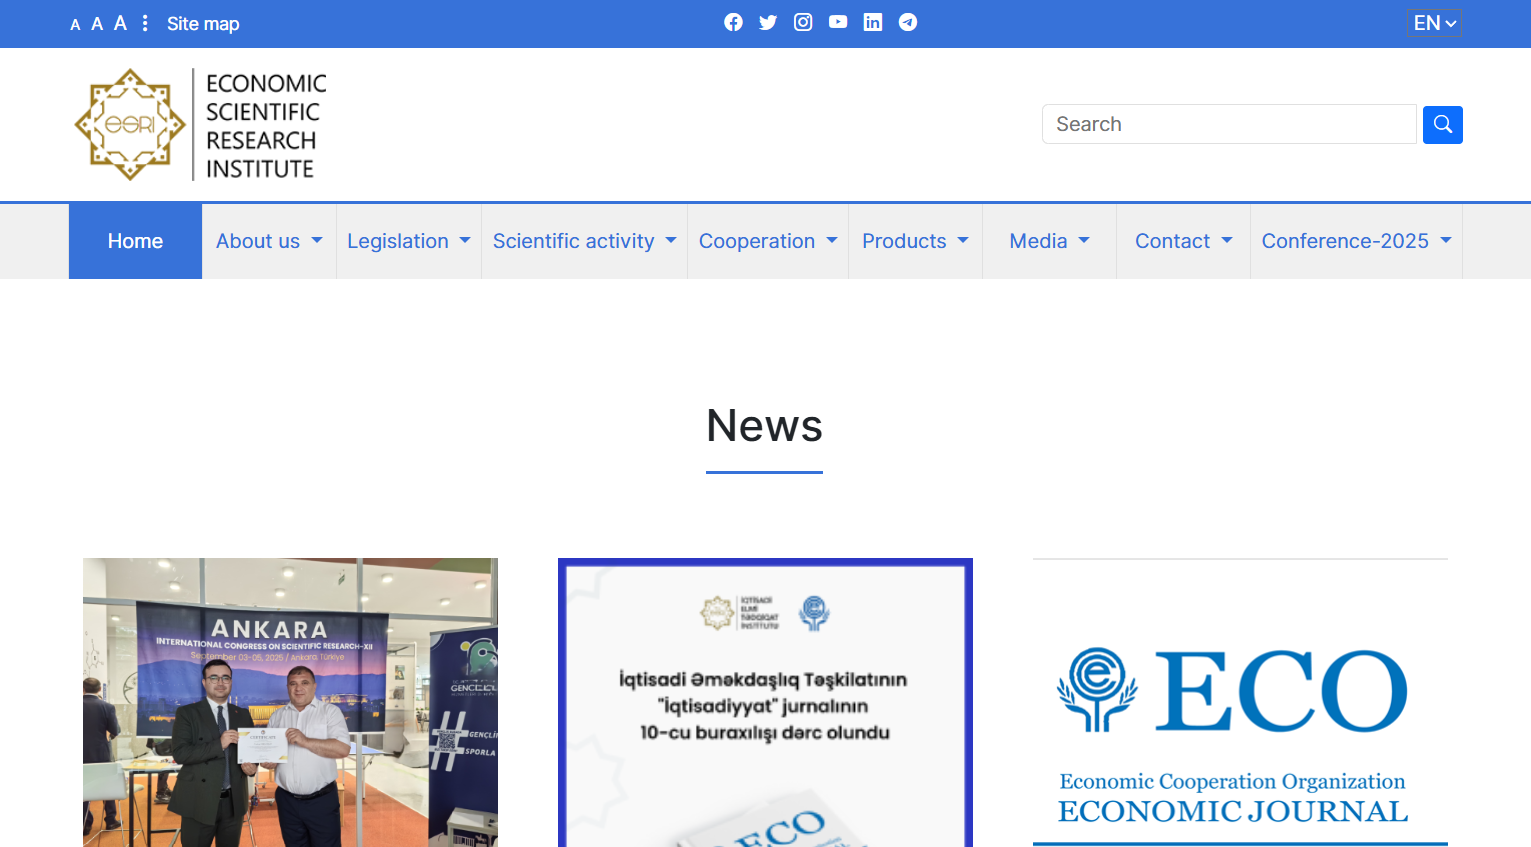 A A A Site map
EN
ESRI
ECONOMIC
SCIENTIFIC
RESEARCH
INSTITUTE
Search
Home
About us
Legislation
Scientific activity
Cooperation
Products
Media
Contact
Conference-2025
News
ANKARA
INTERNATIONAL CONGRESS ON SCIENTIFIC RESEARCH-XII
September 03-05, 2025 / Ankara, Türkiye
CERTIFICATE
#
GENÇLİK
SPORLA
İQTİSADİ
ELMİ
TƏDQİQAT
İNSTİTUTU
İqtisadi Əməkdaşlıq Təşkilatının
"İqtisadiyyat" jurnalının
10-cu buraxılışı dərc olundu
ECO
ECO
Economic Cooperation Organization
ECONOMIC JOURNAL